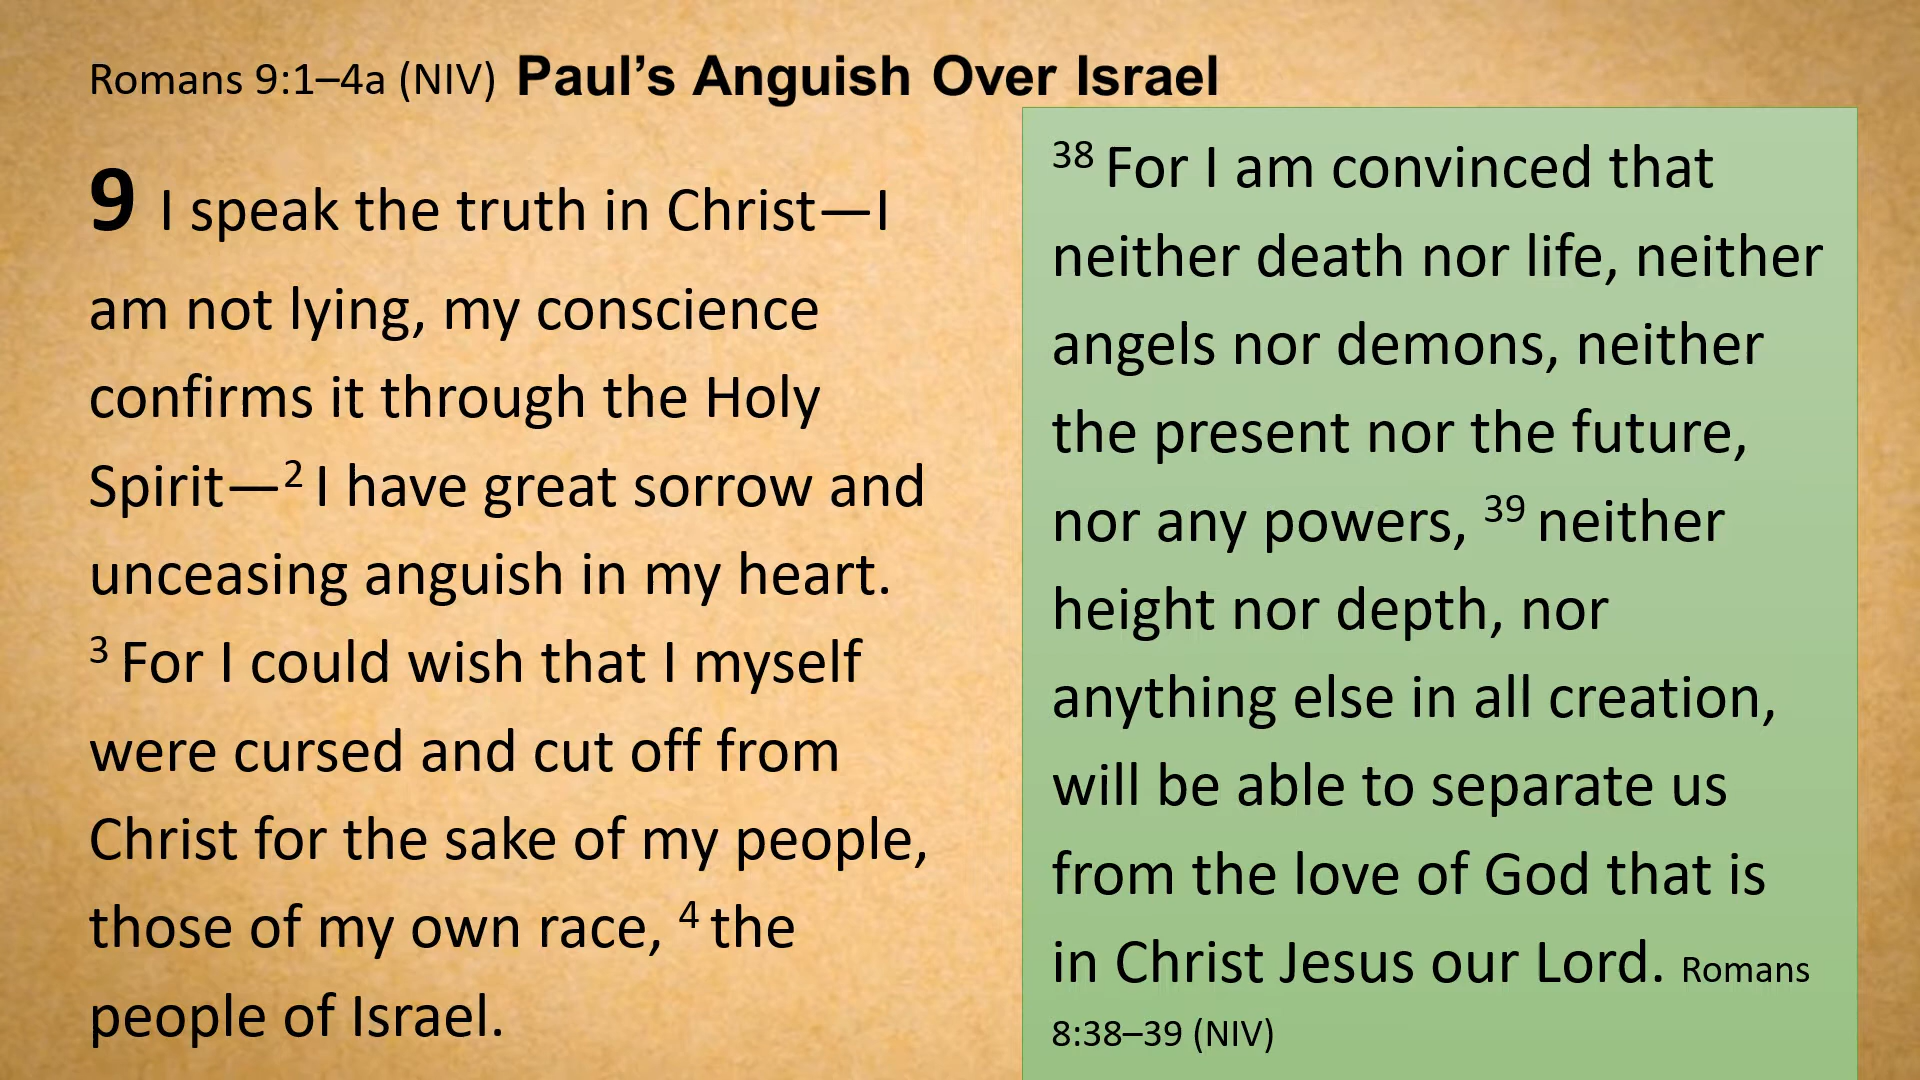 Romans 9:1–4a (NIV) Paul’s Anguish Over Israel
9 I speak the truth in Christ—I
am not lying, my conscience
confirms it through the Holy
Spirit—2 I have great sorrow and
unceasing anguish in my heart.
3 For I could wish that I myself
were cursed and cut off from
Christ for the sake of my people,
those of my own race, 4 the
people of Israel.
38 For I am convinced that
neither death nor life, neither
angels nor demons, neither
the present nor the future,
nor any powers, 39 neither
height nor depth, nor
anything else in all creation,
will be able to separate us
from the love of God that is
in Christ Jesus our Lord. Romans
8:38–39 (NIV)